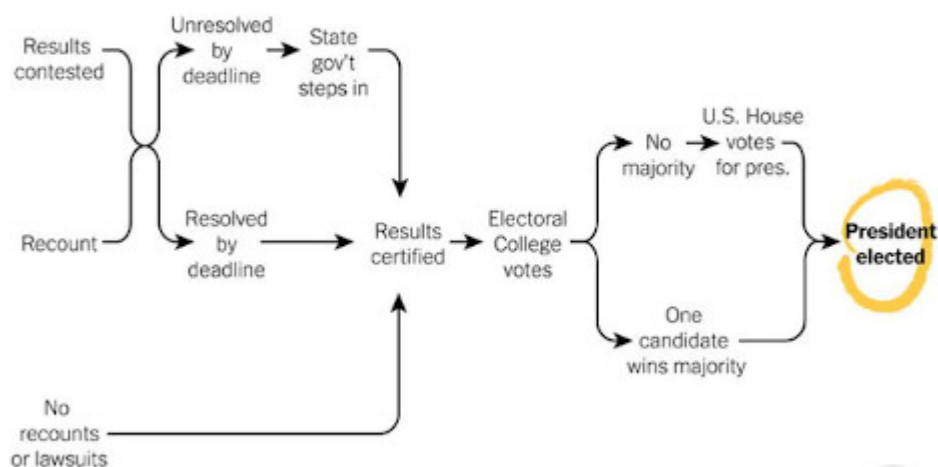 Results
contested
Unresolved
by
deadline
State
gov't
steps in
Recount
Resolved
by
deadline
Results
certified
No
recounts
or lawsuits
Electoral
College
votes
No
majority
U.S. House
votes
for pres.
One
candidate
wins majority
President
elected